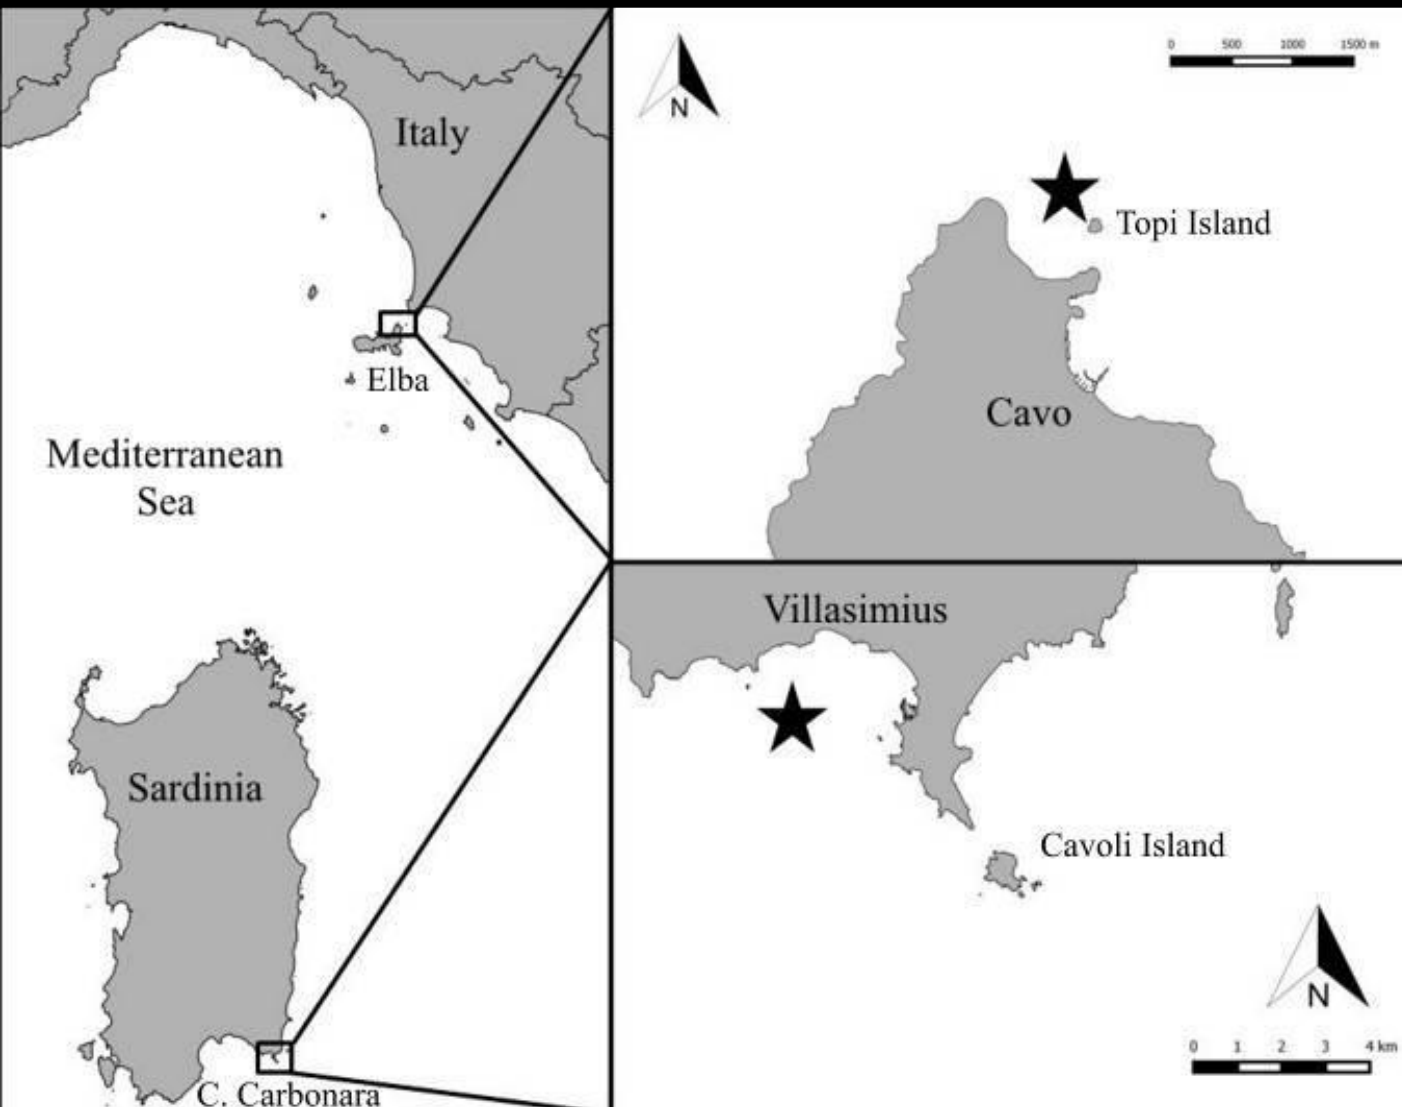 Italy
Elba
Mediterranean
Sea
Sardinia
C. Carbonara
N
0 500 1000 1500 m
Topi Island
Cavo
Villasimius
Cavoli Island
N
0 1 2 3 4 km